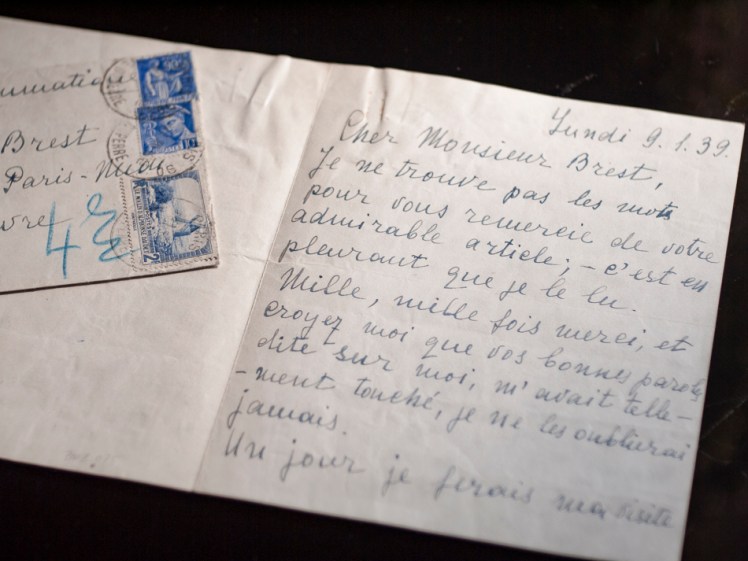 Brest
Paris-Midi
4
90c
Lundi 9.1.39.
Cher Monsieur Brest,
Je ne trouve pas les mots
pour vous remercie de votre
admirable article; - c'est en
pleurant que je le lu.
Mille, mille fois merci, et
croyez moi que vos bonnes paroles
dite sur moi, m'avait telle-
-ment touché, je ne les oublierai
jamais.
Un jour je ferais ma visite